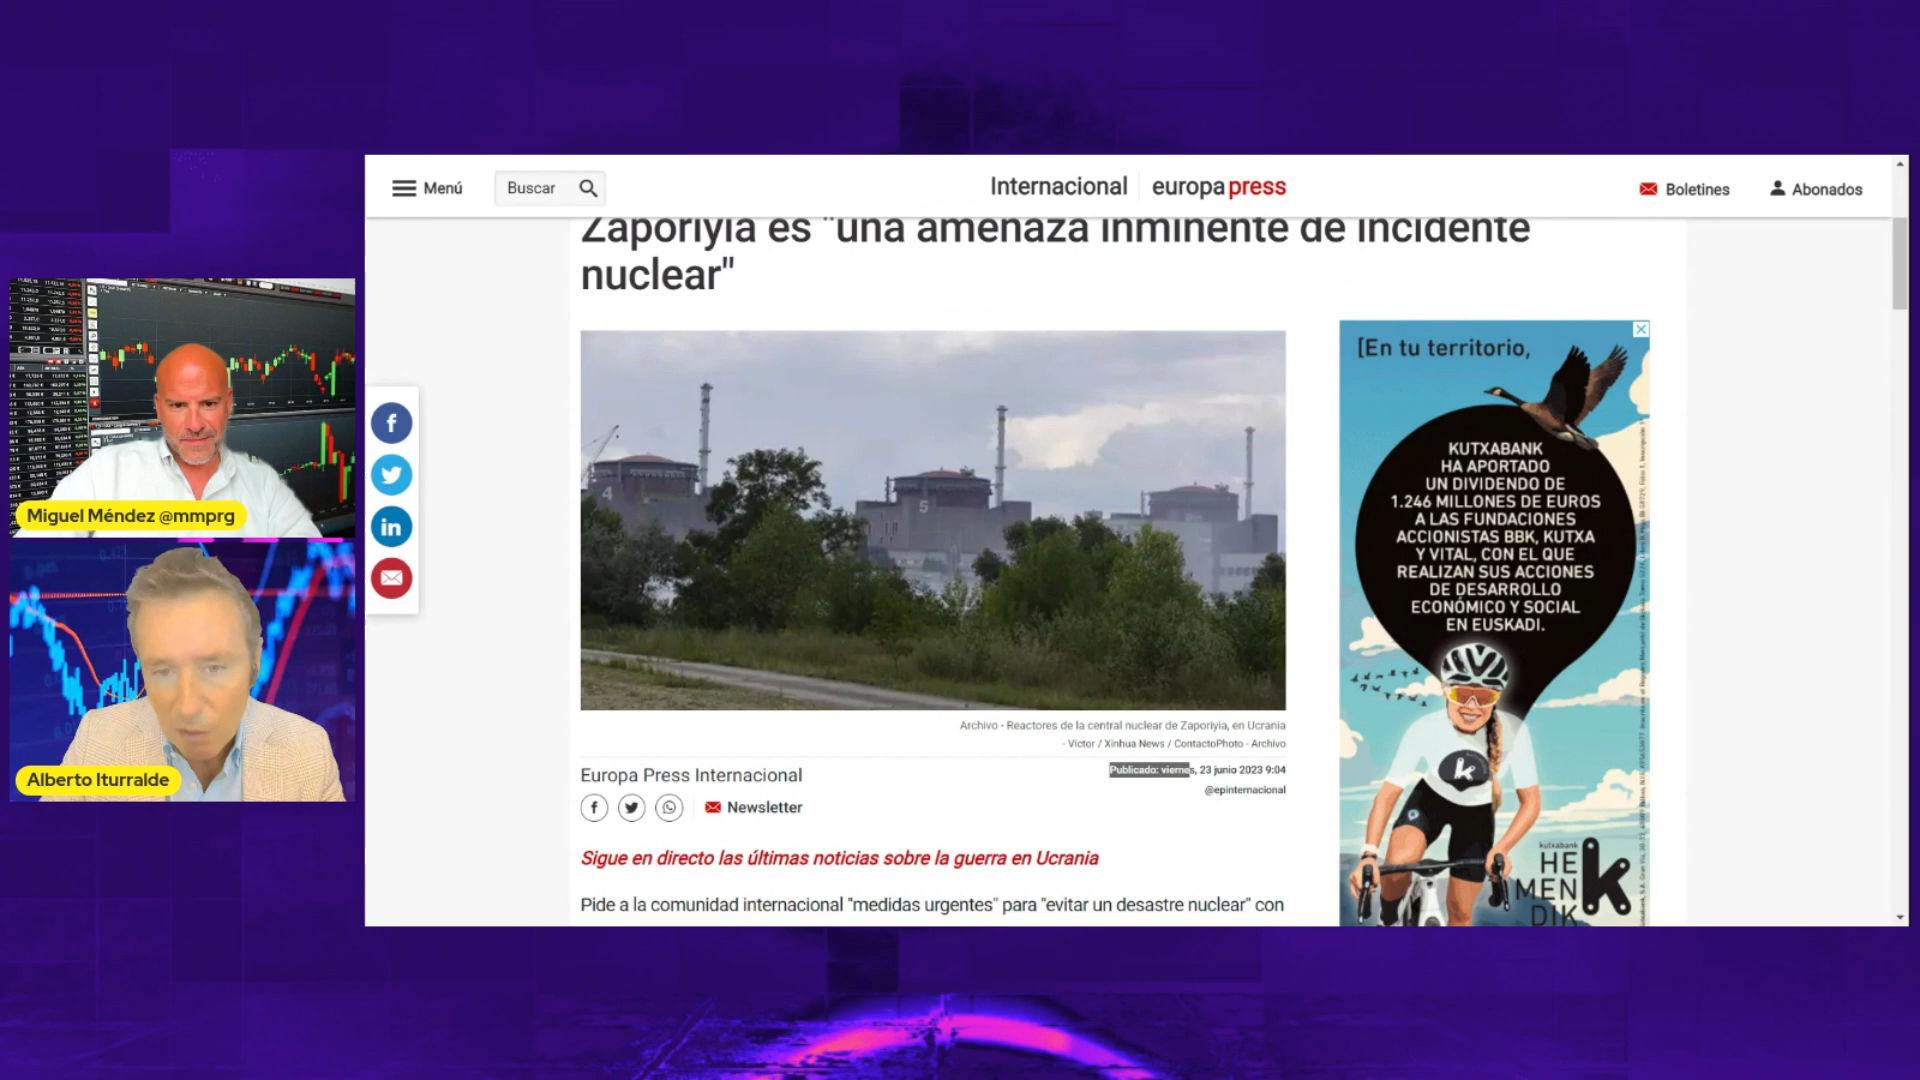 Menú
Buscar
Internacional
europapress
Boletines
Abonados
Zaporiyia es "una amenaza inminente de incidente
nuclear"
Miguel Méndez @mmprg
Alberto Iturralde
4
5
Archivo - Reactores de la central nuclear de Zaporiyia, en Ucrania
- Victor / Xinhua News / ContactoPhoto - Archivo
Europa Press Internacional
Publicado: viernes, 23 junio 2023 9:04
@epinternacional
Newsletter
Sigue en directo las últimas noticias sobre la guerra en Ucrania
Pide a la comunidad internacional "medidas urgentes" para "evitar un desastre nuclear" con
[En tu territorio,
KUTXABANK
HA APORTADO
UN DIVIDENDO DE
1.246 MILLONES DE EUROS
A LAS FUNDACIONES
ACCIONISTAS BBK, KUTXA
Y VITAL, CON EL QUE
REALIZAN SUS ACCIONES
DE DESARROLLO
ECONÓMICO Y SOCIAL
EN EUSKADI.
k
kutxabank
HE
MEN
DIK
k